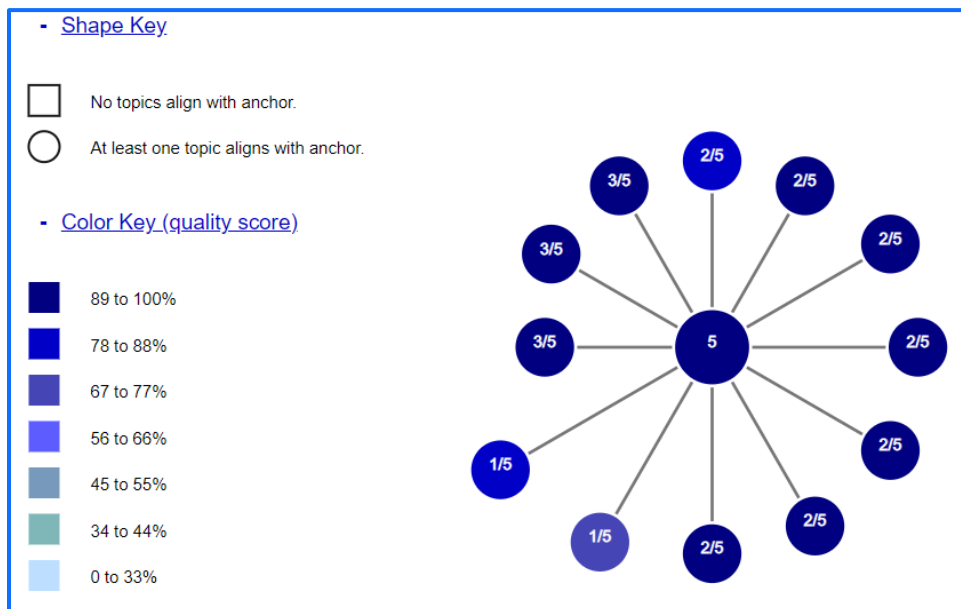 - Shape Key
No topics align with anchor.
At least one topic aligns with anchor.
- Color Key (quality score)
89 to 100%
78 to 88%
67 to 77%
56 to 66%
45 to 55%
34 to 44%
0 to 33%
2/5
3/5
2/5
3/5
2/5
3/5
5
2/5
1/5
2/5
1/5
2/5
2/5